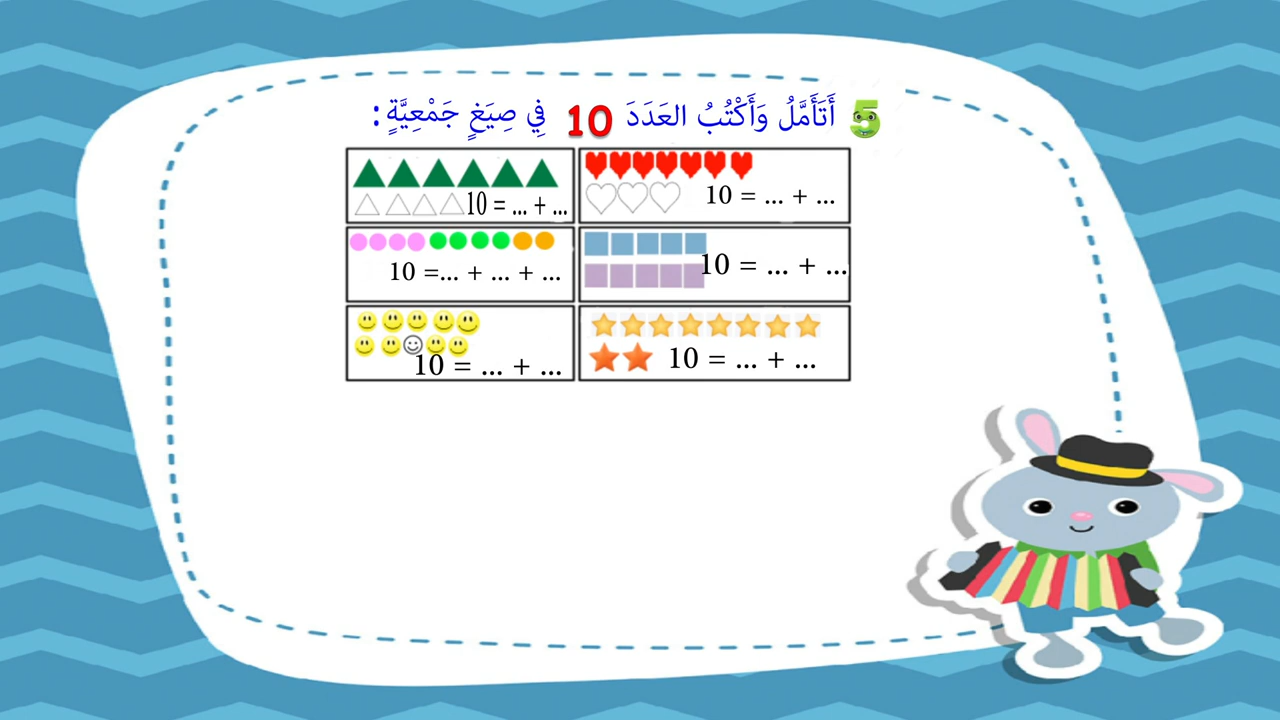 5 أَتَأَمَّلُ وَأَكْتُبُ العَدَدَ 10 فِي صِيَغٍ جَمْعِيَّةٍ :
10 = ... + ...
10 = ... + ...
10 = ... + ...
10 =... + ... + ...
10 = ... + ...
10 = ... + ...